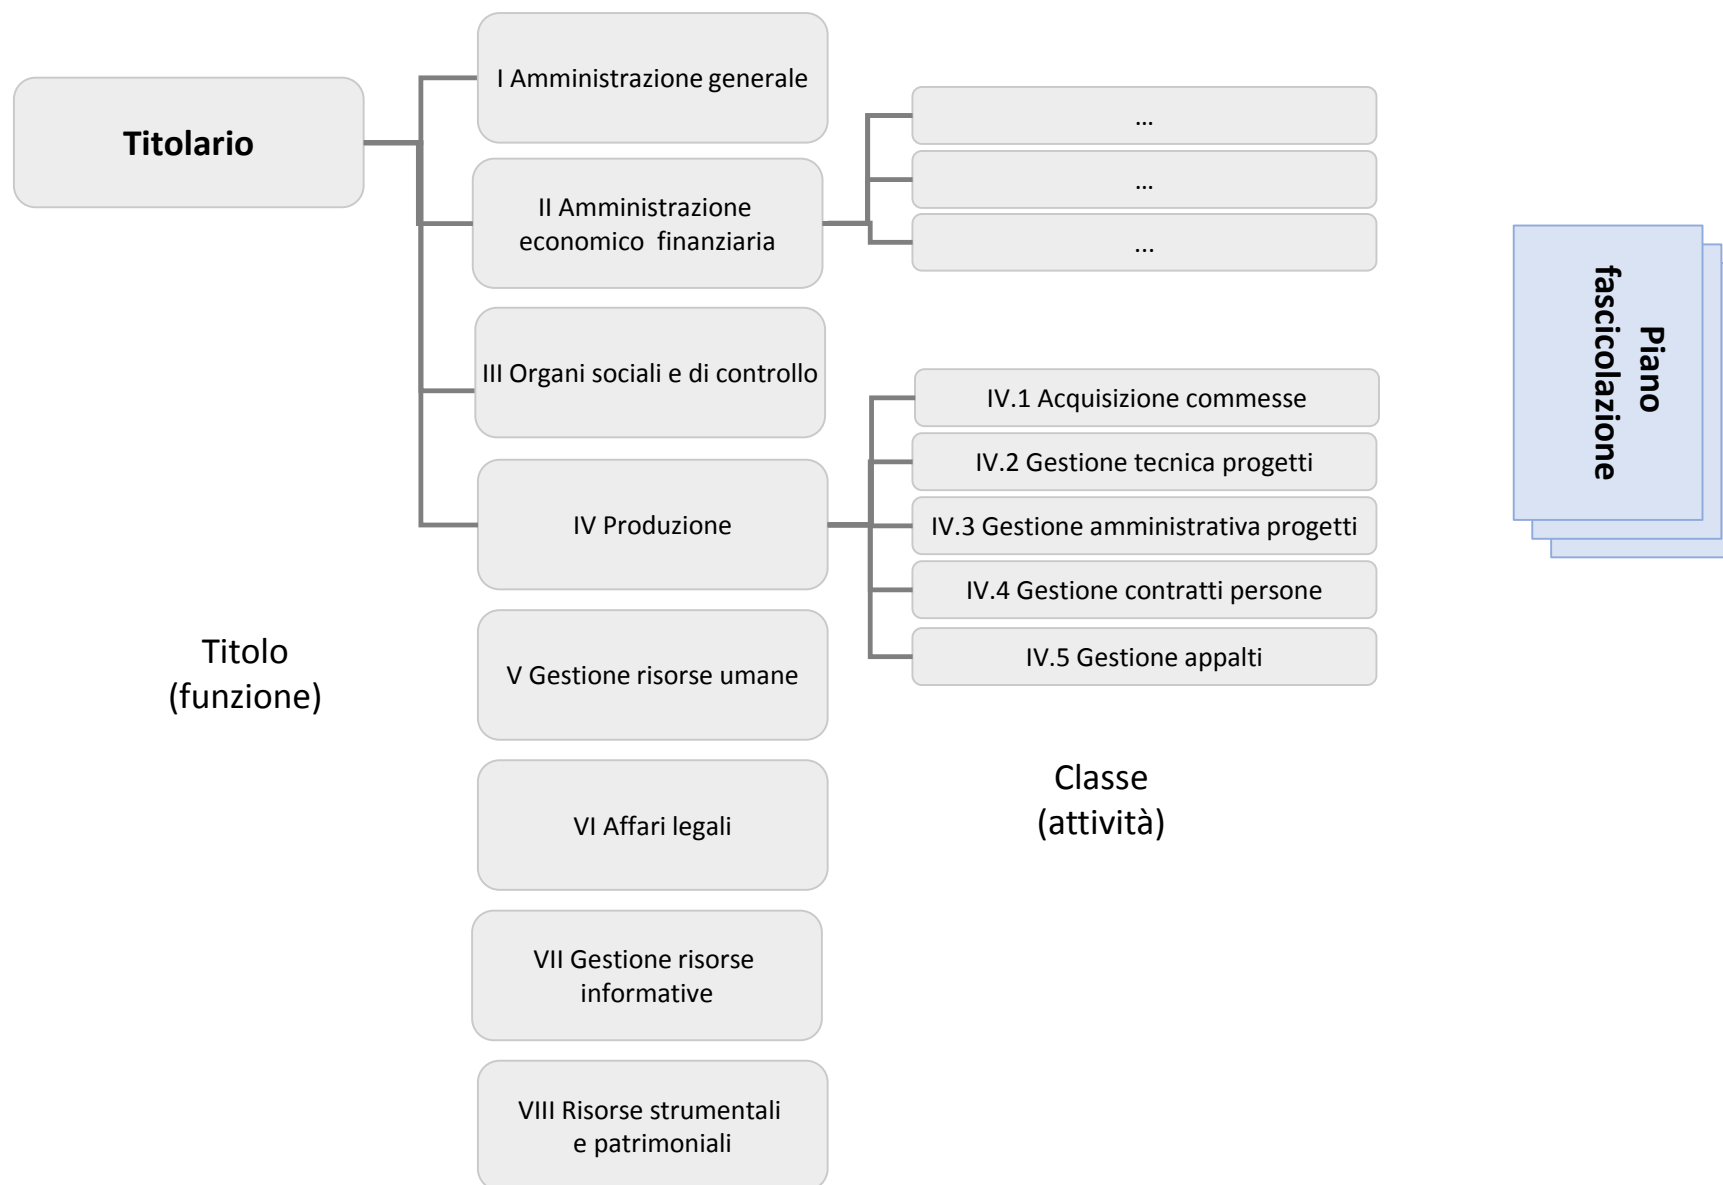 Titolario
I Amministrazione generale
II Amministrazione
economico finanziaria
III Organi sociali e di controllo
IV Produzione
V Gestione risorse umane
VI Affari legali
VII Gestione risorse
informative
VIII Risorse strumentali
e patrimoniali
Titolo
(funzione)
...
...
...
IV.1 Acquisizione commesse
IV.2 Gestione tecnica progetti
IV.3 Gestione amministrativa progetti
IV.4 Gestione contratti persone
IV.5 Gestione appalti
Classe
(attività)
Piano
fascicolazione